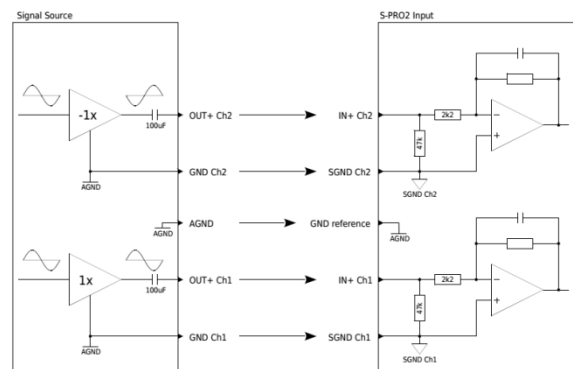 Signal Source
S-PRO2 Input
-1x
100uF
OUT+ Ch2
IN+ Ch2
2k2
47k
AGND
GND Ch2
SGND Ch2
SGND Ch2
AGND
AGND
GND reference
AGND
1x
100uF
OUT+ Ch1
IN+ Ch1
2k2
47k
AGND
GND Ch1
SGND Ch1
SGND Ch1